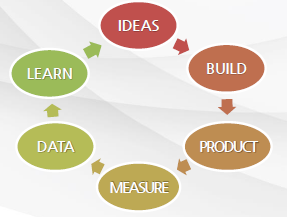 IDEAS
BUILD
PRODUCT
MEASURE
DATA
LEARN